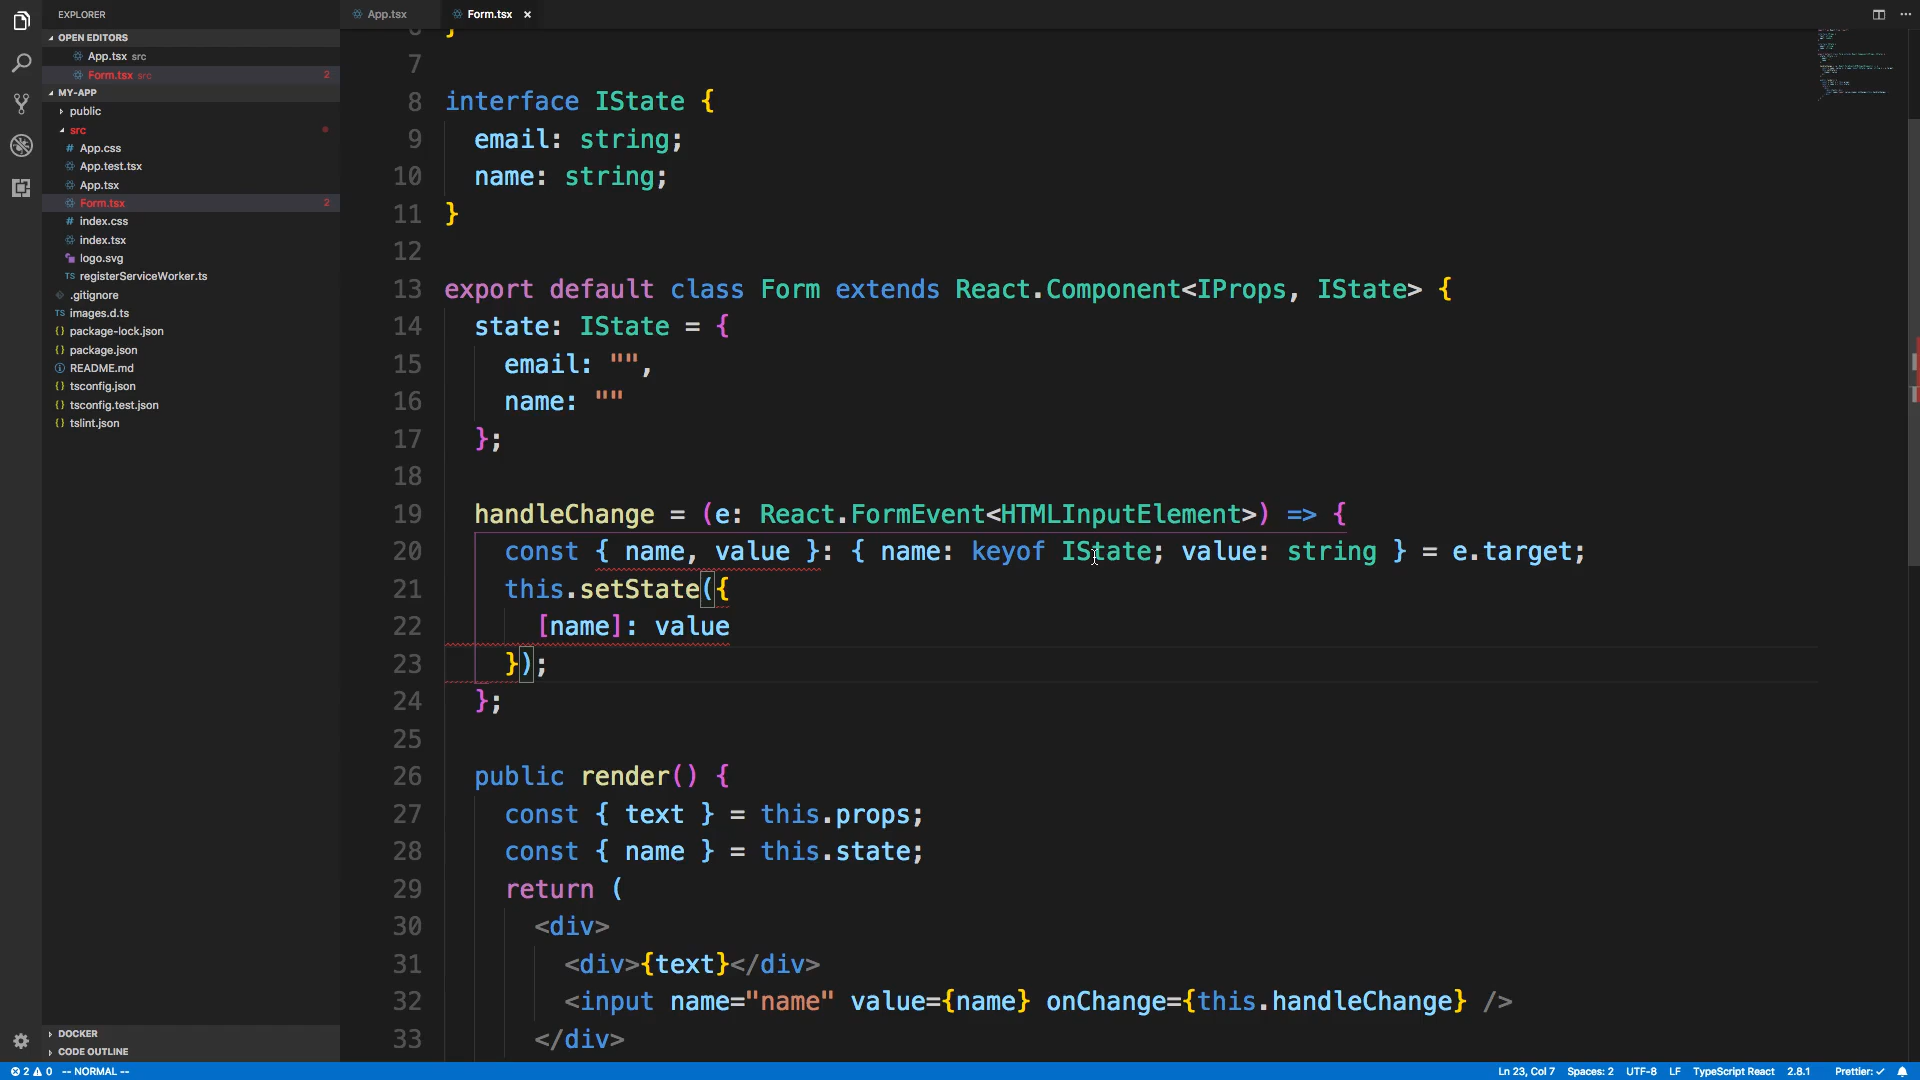 EXPLORER
OPEN EDITORS
App.tsx src
Form.tsx src 2
MY-APP
public
src
# App.css
App.test.tsx
App.tsx
Form.tsx 2
# index.css
index.tsx
logo.svg
TS registerServiceWorker.ts
.gitignore
TS images.d.ts
{} package-lock.json
{} package.json
README.md
{} tsconfig.json
{} tsconfig.test.json
{} tslint.json
DOCKER
CODE OUTLINE
App.tsx Form.tsx ×
6 }
7
8 interface IState {
9 email: string;
10 name: string;
11 }
12
13 export default class Form extends React.Component<IProps, IState> {
14 state: IState = {
15 email: "",
16 name: ""
17 };
18
19 handleChange = (e: React.FormEvent<HTMLInputElement>) => {
20 const { name, value }: { name: keyof IState; value: string } = e.target;
21 this.setState({
22 [name]: value
23 });
24 };
25
26 public render() {
27 const { text } = this.props;
28 const { name } = this.state;
29 return (
30 <div>
31 <div>{text}</div>
32 <input name="name" value={name} onChange={this.handleChange} />
33 </div>
2 0 -- NORMAL -- Ln 23, Col 7 Spaces: 2 UTF-8 LF TypeScript React 2.8.1 Prettier: ✓